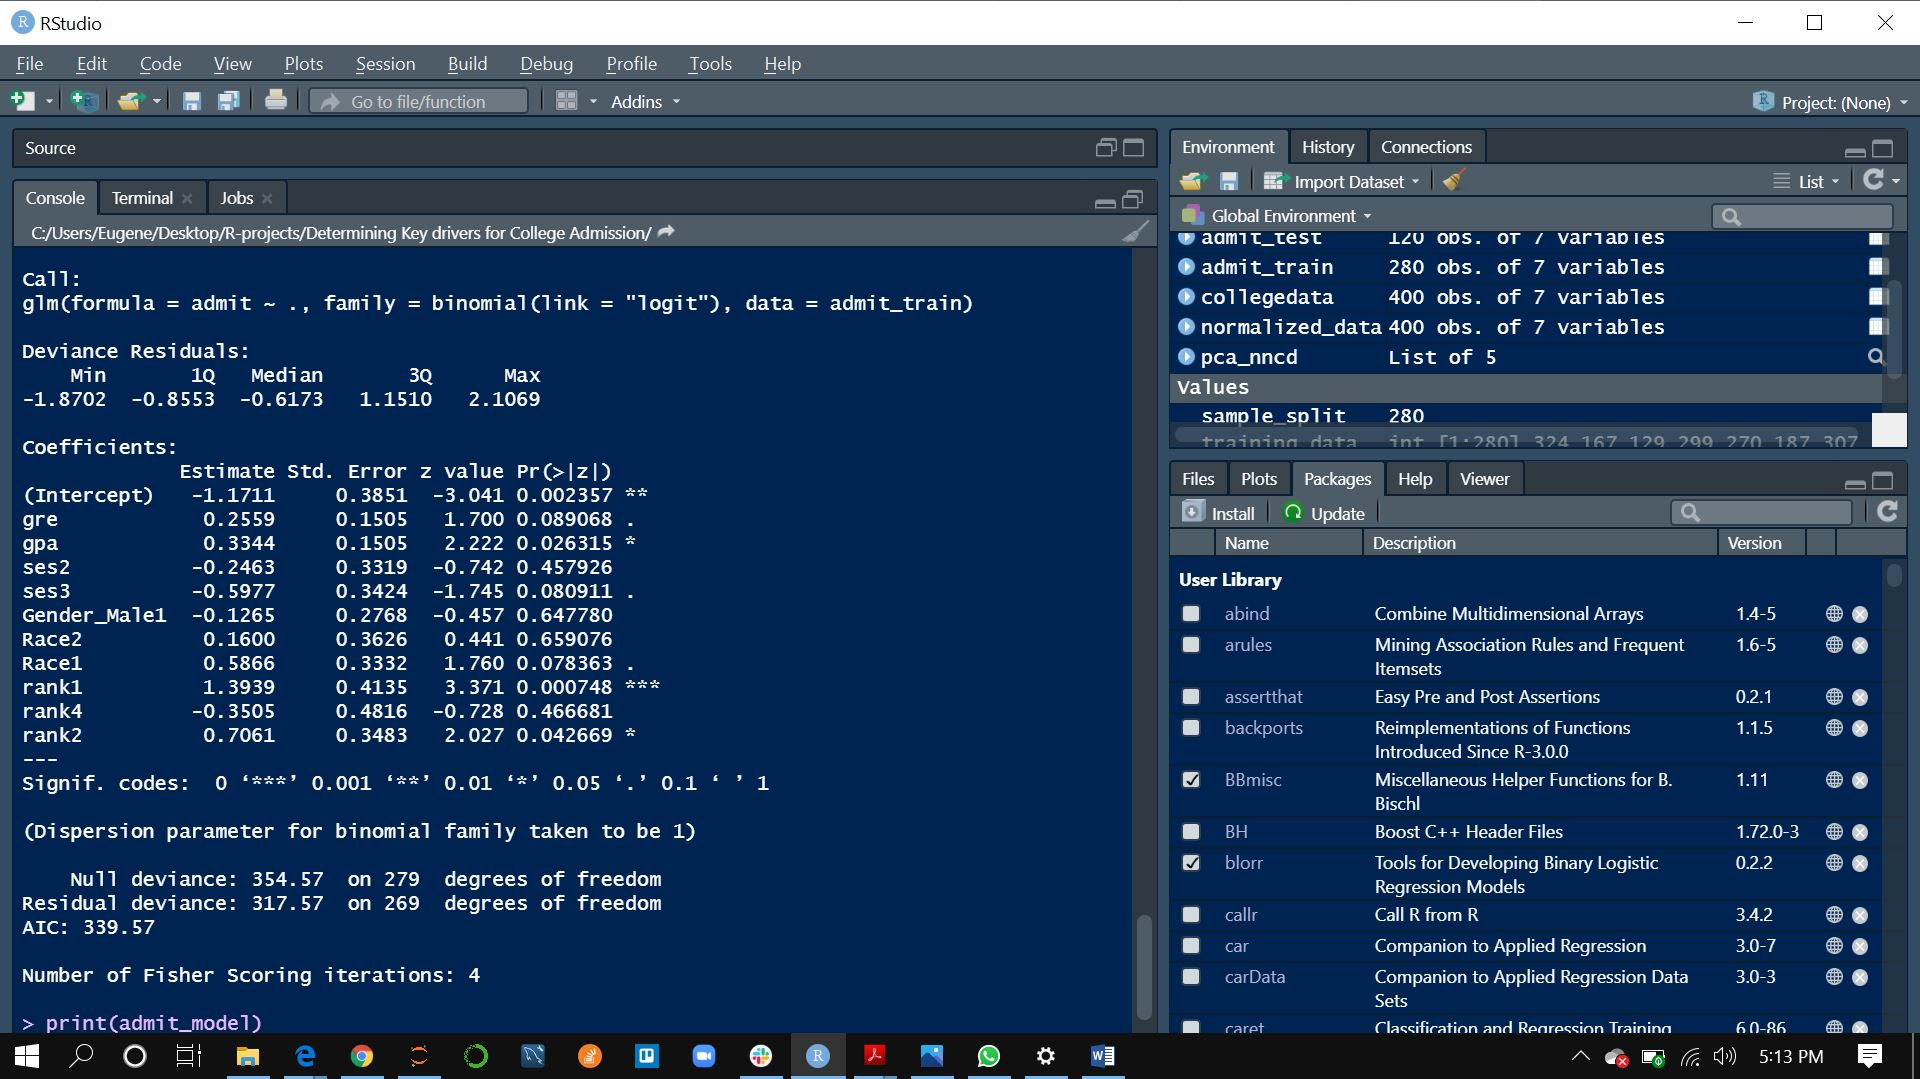 RStudio
File Edit Code View Plots Session Build Debug Profile Tools Help
Go to file/function Addins Project: (None)
Source
Console Terminal Jobs
C:/Users/Eugene/Desktop/R-projects/Determining Key drivers for College Admission/
Call:
glm(formula = admit ~ ., family = binomial(link = "logit"), data = admit_train)
Deviance Residuals:
Min 1Q Median 3Q Max
-1.8702 -0.8553 -0.6173 1.1510 2.1069
Coefficients:
Estimate Std. Error z value Pr(>|z|)
(Intercept) -1.1711 0.3851 -3.041 0.002357 **
gre 0.2559 0.1505 1.700 0.089068 .
gpa 0.3344 0.1505 2.222 0.026315 *
ses2 -0.2463 0.3319 -0.742 0.457926
ses3 -0.5977 0.3424 -1.745 0.080911 .
Gender_Male1 -0.1265 0.2768 -0.457 0.647780
Race2 0.1600 0.3626 0.441 0.659076
Race1 0.5866 0.3332 1.760 0.078363 .
rank1 1.3939 0.4135 3.371 0.000748 ***
rank4 -0.3505 0.4816 -0.728 0.466681
rank2 0.7061 0.3483 2.027 0.042669 *
---
Signif. codes: 0 ‘***’ 0.001 ‘**’ 0.01 ‘*’ 0.05 ‘.’ 0.1 ‘ ’ 1
(Dispersion parameter for binomial family taken to be 1)
Null deviance: 354.57 on 279 degrees of freedom
Residual deviance: 317.57 on 269 degrees of freedom
AIC: 339.57
Number of Fisher Scoring iterations: 4
> print(admit_model)
Environment History Connections
Import Dataset List
Global Environment
admit_test 120 obs. of 7 variables
admit_train 280 obs. of 7 variables
collegedata 400 obs. of 7 variables
normalized_data 400 obs. of 7 variables
pca_nncd List of 5
Values
sample_split 280
training_data int [1:280] 324 167 129 299 270 187 307
Files Plots Packages Help Viewer
Install Update
Name Description Version
User Library
abind Combine Multidimensional Arrays 1.4-5
arules Mining Association Rules and Frequent 1.6-5
Itemsets
assertthat Easy Pre and Post Assertions 0.2.1
backports Reimplementations of Functions 1.1.5
Introduced Since R-3.0.0
BBmisc Miscellaneous Helper Functions for B. 1.11
Bischl
BH Boost C++ Header Files 1.72.0-3
blorr Tools for Developing Binary Logistic 0.2.2
Regression Models
callr Call R from R 3.4.2
car Companion to Applied Regression 3.0-7
carData Companion to Applied Regression Data 3.0-3
Sets
caret Classification and Regression Training 6.0-86
5:13 PM